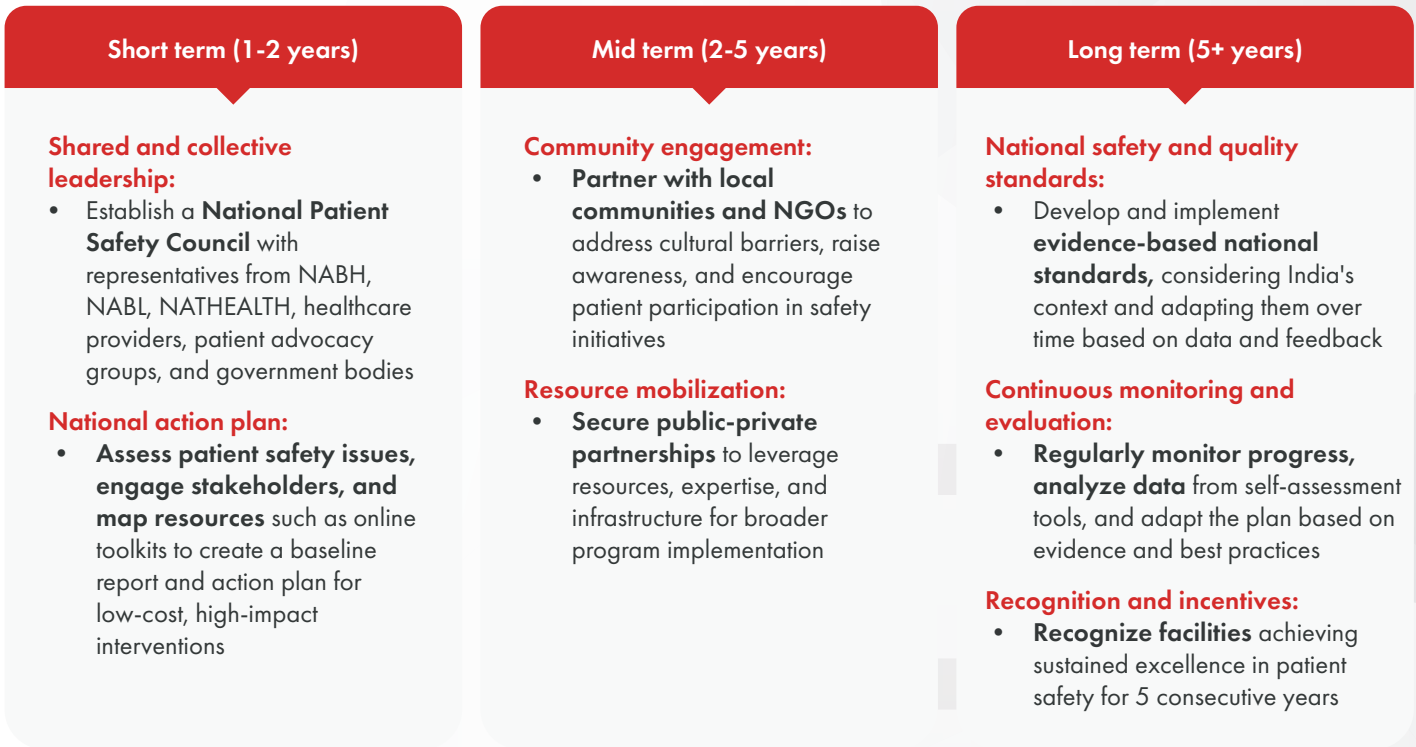 Short term (1-2 years)
Shared and collective
leadership:
• Establish a National Patient
Safety Council with
representatives from NABH,
NABL, NATHEALTH, healthcare
providers, patient advocacy
groups, and government bodies
National action plan:
• Assess patient safety issues,
engage stakeholders, and
map resources such as online
toolkits to create a baseline
report and action plan for
low-cost, high-impact
interventions
Mid term (2-5 years)
Community engagement:
• Partner with local
communities and NGOs to
address cultural barriers, raise
awareness, and encourage
patient participation in safety
initiatives
Resource mobilization:
• Secure public-private
partnerships to leverage
resources, expertise, and
infrastructure for broader
program implementation
Long term (5+ years)
National safety and quality
standards:
• Develop and implement
evidence-based national
standards, considering India's
context and adapting them over
time based on data and feedback
Continuous monitoring and
evaluation:
• Regularly monitor progress,
analyze data from self-assessment
tools, and adapt the plan based on
evidence and best practices
Recognition and incentives:
• Recognize facilities achieving
sustained excellence in patient
safety for 5 consecutive years